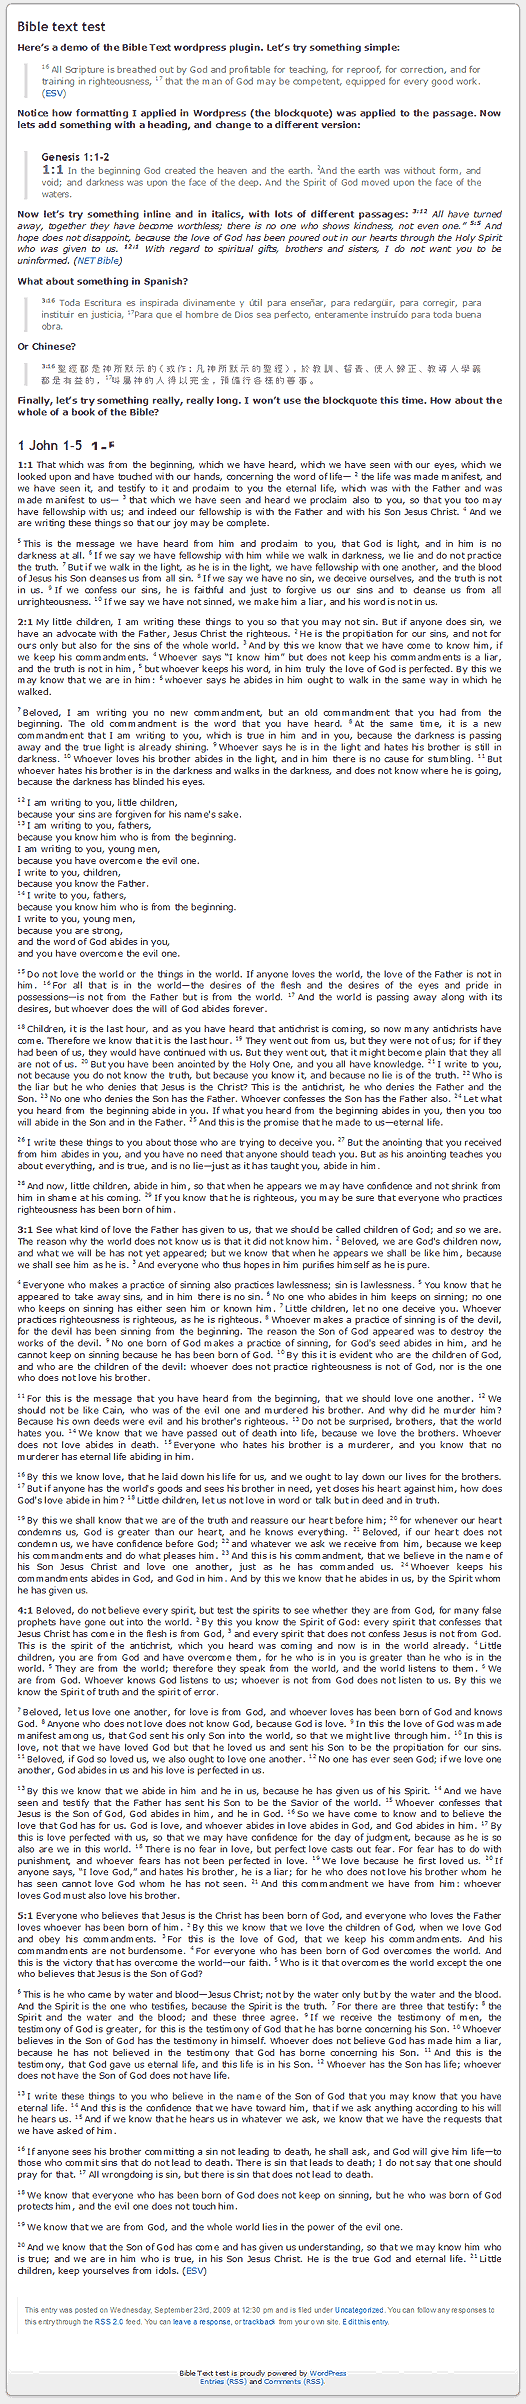 Bible text test
Here's a demo of the Bible Text wordpress plugin. Let's try something simple:
16 All Scripture is breathed out by God and profitable for teaching, for reproof, for correction, and for
training in righteousness, 17 that the man of God may be competent, equipped for every good work.
(ESV)
Notice how formatting I applied in Wordpress (the blockquote) was applied to the passage. Now
lets add something with a heading, and change to a different version:
Genesis 1:1-2
1:1 In the beginning God created the heaven and the earth. 2And the earth was without form, and
void; and darkness was upon the face of the deep. And the Spirit of God moved upon the face of the
waters.
Now let's try something inline and in italics, with lots of different passages: 3:12 All have turned
away, together they have become worthless; there is no one who shows kindness, not even one." 5:5 And
hope does not disappoint, because the love of God has been poured out in our hearts through the Holy Spirit
who was given to us. 12:1 With regard to spiritual gifts, brothers and sisters, I do not want you to be
uninformed. (NET Bible)
What about something in Spanish?
3:16 Toda Escritura es inspirada divinamente y útil para enseñar, para redargüir, para corregir, para
instituir en justicia, 17Para que el hombre de Dios sea perfecto, enteramente instruído para toda buena
obra.
Or Chinese?
3:16 聖經都是神所默示的(或作:凡神所默示的聖經),於教訓、督責、使人歸正、教導人學義
都是有益的,17叫屬神的人得以完全,預備行各樣的善事。
Finally, let's try something really, really long. I won't use the blockquote this time. How about the
whole of a book of the Bible?
1 John 1-5 1-5
1:1 That which was from the beginning, which we have heard, which we have seen with our eyes, which we
looked upon and have touched with our hands, concerning the word of life— 2 the life was made manifest, and
we have seen it, and testify to it and proclaim to you the eternal life, which was with the Father and was
made manifest to us— 3 that which we have seen and heard we proclaim also to you, so that you too may
have fellowship with us; and indeed our fellowship is with the Father and with his Son Jesus Christ. 4 And we
are writing these things so that our joy may be complete.
5 This is the message we have heard from him and proclaim to you, that God is light, and in him is no
darkness at all. 6 If we say we have fellowship with him while we walk in darkness, we lie and do not practice
the truth. 7 But if we walk in the light, as he is in the light, we have fellowship with one another, and the blood
of Jesus his Son cleanses us from all sin. 8 If we say we have no sin, we deceive ourselves, and the truth is not
in us. 9 If we confess our sins, he is faithful and just to forgive us our sins and to cleanse us from all
unrighteousness. 10 If we say we have not sinned, we make him a liar, and his word is not in us.
2:1 My little children, I am writing these things to you so that you may not sin. But if anyone does sin, we
have an advocate with the Father, Jesus Christ the righteous. 2 He is the propitiation for our sins, and not for
ours only but also for the sins of the whole world. 3 And by this we know that we have come to know him, if
we keep his commandments. 4 Whoever says "I know him" but does not keep his commandments is a liar,
and the truth is not in him, 5 but whoever keeps his word, in him truly the love of God is perfected. By this we
may know that we are in him: 6 whoever says he abides in him ought to walk in the same way in which he
walked.
7 Beloved, I am writing you no new commandment, but an old commandment that you had from the
beginning. The old commandment is the word that you have heard. 8 At the same time, it is a new
commandment that I am writing to you, which is true in him and in you, because the darkness is passing
away and the true light is already shining. 9 Whoever says he is in the light and hates his brother is still in
darkness. 10 Whoever loves his brother abides in the light, and in him there is no cause for stumbling. 11 But
whoever hates his brother is in the darkness and walks in the darkness, and does not know where he is going,
because the darkness has blinded his eyes.
12 I am writing to you, little children,
because your sins are forgiven for his name's sake.
13 I am writing to you, fathers,
because you know him who is from the beginning.
I am writing to you, young men,
because you have overcome the evil one.
I write to you, children,
because you know the Father.
14 I write to you, fathers,
because you know him who is from the beginning.
I write to you, young men,
because you are strong,
and the word of God abides in you,
and you have overcome the evil one.
15 Do not love the world or the things in the world. If anyone loves the world, the love of the Father is not in
him. 16 For all that is in the world—the desires of the flesh and the desires of the eyes and pride in
possessions—is not from the Father but is from the world. 17 And the world is passing away along with its
desires, but whoever does the will of God abides forever.
18 Children, it is the last hour, and as you have heard that antichrist is coming, so now many antichrists have
come. Therefore we know that it is the last hour. 19 They went out from us, but they were not of us; for if they
had been of us, they would have continued with us. But they went out, that it might become plain that they all
are not of us. 20 But you have been anointed by the Holy One, and you all have knowledge. 21 I write to you,
not because you do not know the truth, but because you know it, and because no lie is of the truth. 22 Who is
the liar but he who denies that Jesus is the Christ? This is the antichrist, he who denies the Father and the
Son. 23 No one who denies the Son has the Father. Whoever confesses the Son has the Father also. 24 Let what
you heard from the beginning abide in you. If what you heard from the beginning abides in you, then you too
will abide in the Son and in the Father. 25 And this is the promise that he made to us—eternal life.
26 I write these things to you about those who are trying to deceive you. 27 But the anointing that you received
from him abides in you, and you have no need that anyone should teach you. But as his anointing teaches you
about everything, and is true, and is no lie—just as it has taught you, abide in him.
28 And now, little children, abide in him, so that when he appears we may have confidence and not shrink from
him in shame at his coming. 29 If you know that he is righteous, you may be sure that everyone who practices
righteousness has been born of him.
3:1 See what kind of love the Father has given to us, that we should be called children of God; and so we are.
The reason why the world does not know us is that it did not know him. 2 Beloved, we are God's children now,
and what we will be has not yet appeared; but we know that when he appears we shall be like him, because
we shall see him as he is. 3 And everyone who thus hopes in him purifies himself as he is pure.
4 Everyone who makes a practice of sinning also practices lawlessness; sin is lawlessness. 5 You know that he
appeared to take away sins, and in him there is no sin. 6 No one who abides in him keeps on sinning; no one
who keeps on sinning has either seen him or known him. 7 Little children, let no one deceive you. Whoever
practices righteousness is righteous, as he is righteous. 8 Whoever makes a practice of sinning is of the devil,
for the devil has been sinning from the beginning. The reason the Son of God appeared was to destroy the
works of the devil. 9 No one born of God makes a practice of sinning, for God's seed abides in him, and he
cannot keep on sinning because he has been born of God. 10 By this it is evident who are the children of God,
and who are the children of the devil: whoever does not practice righteousness is not of God, nor is the one
who does not love his brother.
11 For this is the message that you have heard from the beginning, that we should love one another. 12 We
should not be like Cain, who was of the evil one and murdered his brother. And why did he murder him?
Because his own deeds were evil and his brother's righteous. 13 Do not be surprised, brothers, that the world
hates you. 14 We know that we have passed out of death into life, because we love the brothers. Whoever
does not love abides in death. 15 Everyone who hates his brother is a murderer, and you know that no
murderer has eternal life abiding in him.
16 By this we know love, that he laid down his life for us, and we ought to lay down our lives for the brothers.
17 But if anyone has the world's goods and sees his brother in need, yet closes his heart against him, how does
God's love abide in him? 18 Little children, let us not love in word or talk but in deed and in truth.
19 By this we shall know that we are of the truth and reassure our heart before him; 20 for whenever our heart
condemns us, God is greater than our heart, and he knows everything. 21 Beloved, if our heart does not
condemn us, we have confidence before God; 22 and whatever we ask we receive from him, because we keep
his commandments and do what pleases him. 23 And this is his commandment, that we believe in the name of
his Son Jesus Christ and love one another, just as he has commanded us. 24 Whoever keeps his
commandments abides in God, and God in him. And by this we know that he abides in us, by the Spirit whom
he has given us.
4:1 Beloved, do not believe every spirit, but test the spirits to see whether they are from God, for many false
prophets have gone out into the world. 2 By this you know the Spirit of God: every spirit that confesses that
Jesus Christ has come in the flesh is from God, 3 and every spirit that does not confess Jesus is not from God.
This is the spirit of the antichrist, which you heard was coming and now is in the world already. 4 Little
children, you are from God and have overcome them, for he who is in you is greater than he who is in the
world. 5 They are from the world; therefore they speak from the world, and the world listens to them. 6 We
are from God. Whoever knows God listens to us; whoever is not from God does not listen to us. By this we
know the Spirit of truth and the spirit of error.
7 Beloved, let us love one another, for love is from God, and whoever loves has been born of God and knows
God. 8 Anyone who does not love does not know God, because God is love. 9 In this the love of God was made
manifest among us, that God sent his only Son into the world, so that we might live through him. 10 In this is
love, not that we have loved God but that he loved us and sent his Son to be the propitiation for our sins.
11 Beloved, if God so loved us, we also ought to love one another. 12 No one has ever seen God; if we love one
another, God abides in us and his love is perfected in us.
13 By this we know that we abide in him and he in us, because he has given us of his Spirit. 14 And we have
seen and testify that the Father has sent his Son to be the Savior of the world. 15 Whoever confesses that
Jesus is the Son of God, God abides in him, and he in God. 16 So we have come to know and to believe the
love that God has for us. God is love, and whoever abides in love abides in God, and God abides in him. 17 By
this is love perfected with us, so that we may have confidence for the day of judgment, because as he is so
also are we in this world. 18 There is no fear in love, but perfect love casts out fear. For fear has to do with
punishment, and whoever fears has not been perfected in love. 19 We love because he first loved us. 20 If
anyone says, "I love God," and hates his brother, he is a liar; for he who does not love his brother whom he
has seen cannot love God whom he has not seen. 21 And this commandment we have from him: whoever
loves God must also love his brother.
5:1 Everyone who believes that Jesus is the Christ has been born of God, and everyone who loves the Father
loves whoever has been born of him. 2 By this we know that we love the children of God, when we love God
and obey his commandments. 3 For this is the love of God, that we keep his commandments. And his
commandments are not burdensome. 4 For everyone who has been born of God overcomes the world. And
this is the victory that has overcome the world—our faith. 5 Who is it that overcomes the world except the one
who believes that Jesus is the Son of God?
6 This is he who came by water and blood—Jesus Christ; not by the water only but by the water and the blood.
And the Spirit is the one who testifies, because the Spirit is the truth. 7 For there are three that testify: 8 the
Spirit and the water and the blood; and these three agree. 9 If we receive the testimony of men, the
testimony of God is greater, for this is the testimony of God that he has borne concerning his Son. 10 Whoever
believes in the Son of God has the testimony in himself. Whoever does not believe God has made him a liar,
because he has not believed in the testimony that God has borne concerning his Son. 11 And this is the
testimony, that God gave us eternal life, and this life is in his Son. 12 Whoever has the Son has life; whoever
does not have the Son of God does not have life.
13 I write these things to you who believe in the name of the Son of God that you may know that you have
eternal life. 14 And this is the confidence that we have toward him, that if we ask anything according to his will
he hears us. 15 And if we know that he hears us in whatever we ask, we know that we have the requests that
we have asked of him.
16 If anyone sees his brother committing a sin not leading to death, he shall ask, and God will give him life—to
those who commit sins that do not lead to death. There is sin that leads to death; I do not say that one should
pray for that. 17 All wrongdoing is sin, but there is sin that does not lead to death.
18 We know that everyone who has been born of God does not keep on sinning, but he who was born of God
protects him, and the evil one does not touch him.
19 We know that we are from God, and the whole world lies in the power of the evil one.
20 And we know that the Son of God has come and has given us understanding, so that we may know him who
is true; and we are in him who is true, in his Son Jesus Christ. He is the true God and eternal life. 21 Little
children, keep yourselves from idols. (ESV)
This entry was posted on Wednesday, September 23rd, 2009 at 12:30 pm and is filed under Uncategorized. You can follow any responses to
this entry through the RSS 2.0 feed. You can leave a response, or trackback from your own site. Edit this entry.
Bible Text test is proudly powered by WordPress
Entries (RSS) and Comments (RSS).